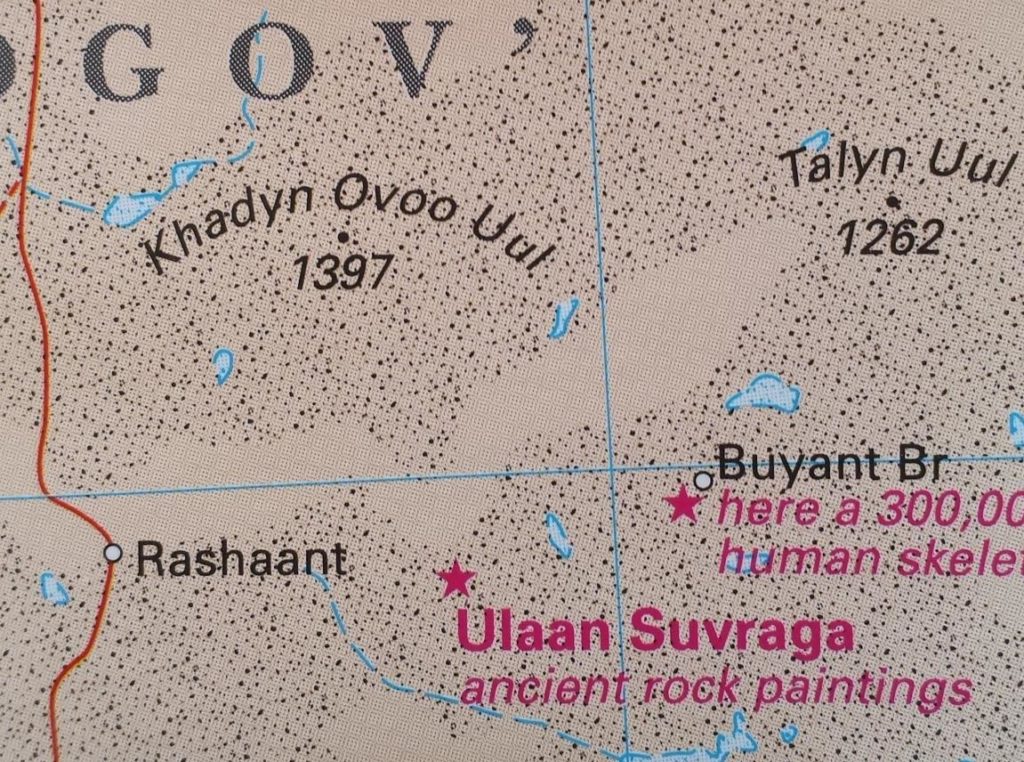 GOV'
Talyn Uul
1262
Khadyn Ovoo Uul
1397
Buyant Br
here a 300,00
human skele
Rashaant
Ulaan Suvraga
ancient rock paintings